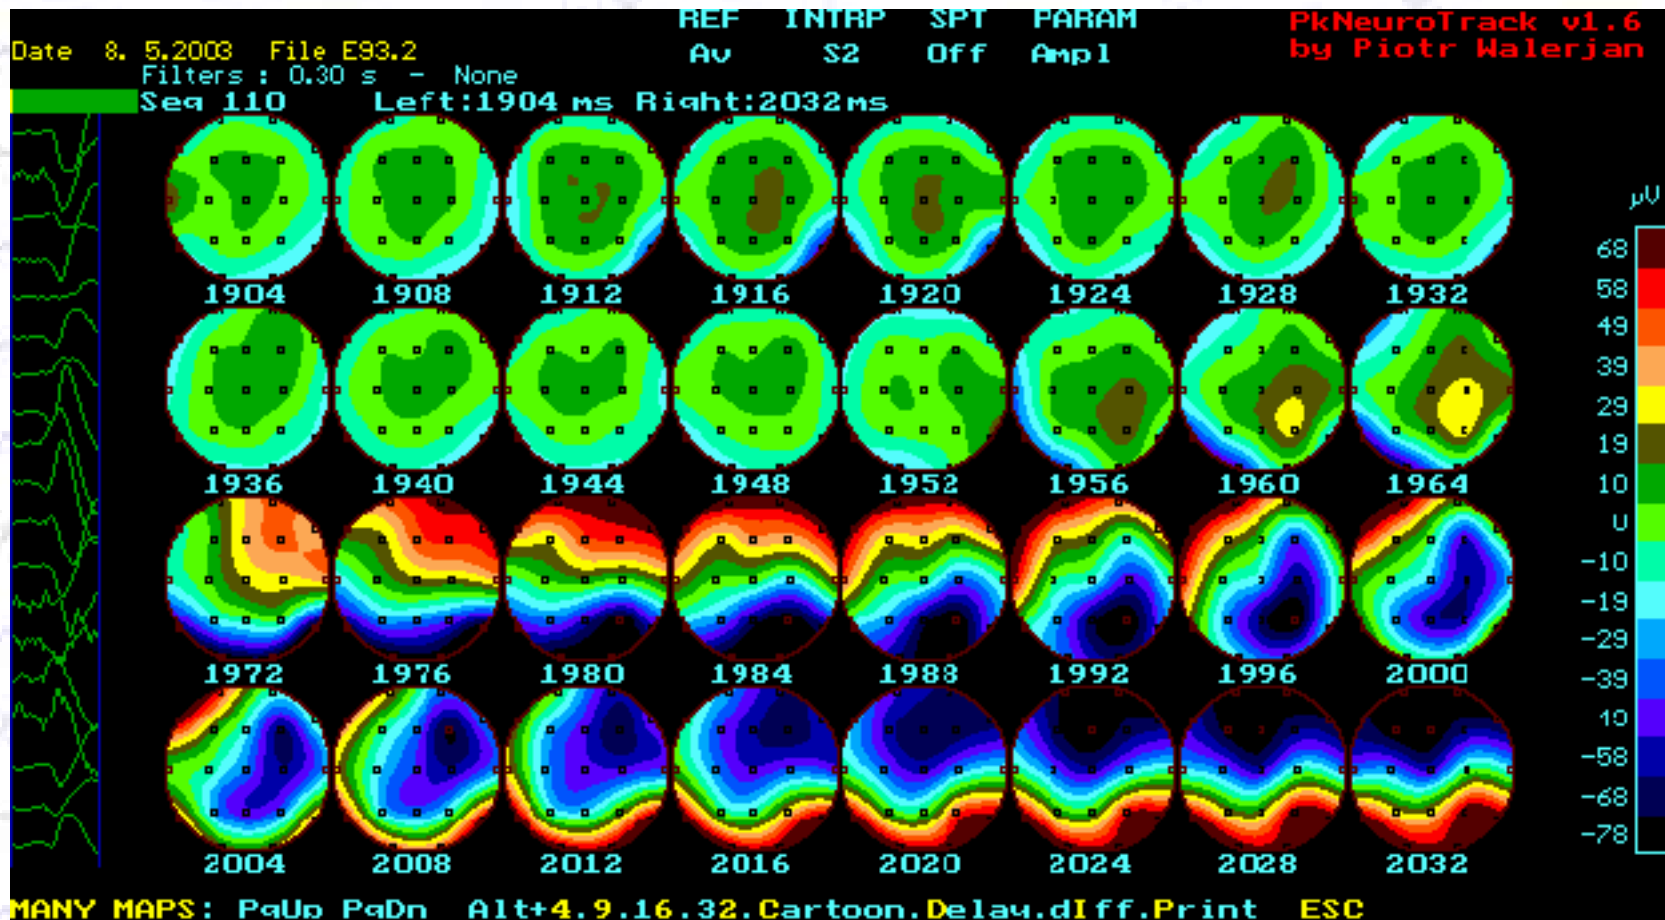 REF INTRP SPT PARAM PkNeuroTrack v1.6
Date 8. 5.2003 File E93.2 Av S2 Off Ampl by Piotr Walerjan
Filters : 0.30 s - None
Seq 110 Left:1904 ms Right:2032ms
µV
1904 1908 1912 1916 1920 1924 1928 1932
1936 1940 1944 1948 1952 1956 1960 1964
1972 1976 1980 1984 1988 1992 1996 2000
2004 2008 2012 2016 2020 2024 2028 2032
68
58
49
39
29
19
10
0
-10
-19
-29
-39
-58
-68
-78
MANY MAPS: PgUp PgDn Alt+4.9.16.32.Cartoon.Delay.dIff.Print ESC